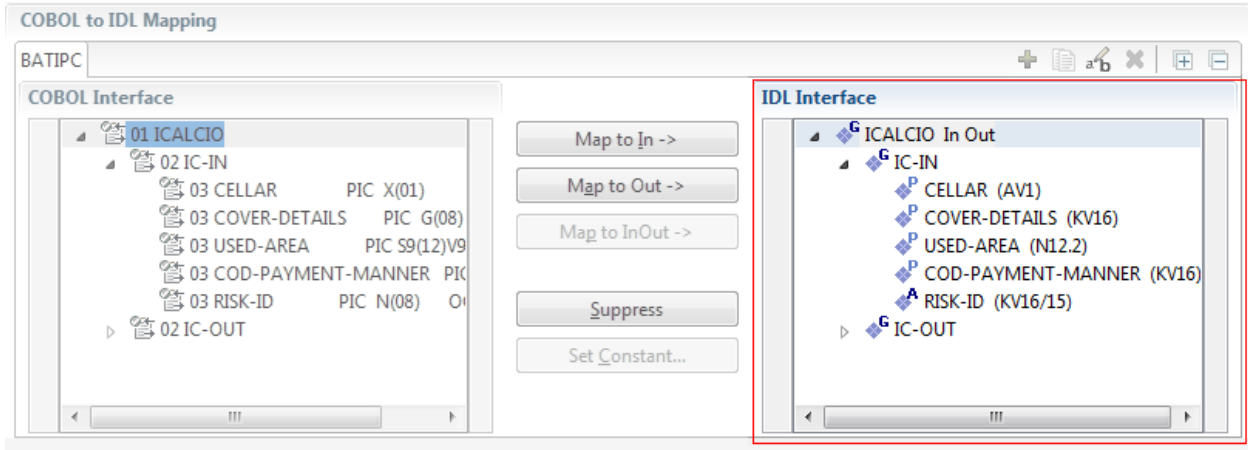 COBOL to IDL Mapping
BATIPC
COBOL Interface
01 ICALCIO
02 IC-IN
03 CELLAR PIC X(01)
03 COVER-DETAILS PIC G(08)
03 USED-AREA PIC S9(12)V9
03 COD-PAYMENT-MANNER PIC
03 RISK-ID PIC N(08) O
02 IC-OUT
Map to In ->
Map to Out ->
Map to InOut ->
Suppress
Set Constant...
IDL Interface
G ICALCIO In Out
G IC-IN
P CELLAR (AV1)
P COVER-DETAILS (KV16)
P USED-AREA (N12.2)
P COD-PAYMENT-MANNER (KV16)
A RISK-ID (KV16/15)
G IC-OUT